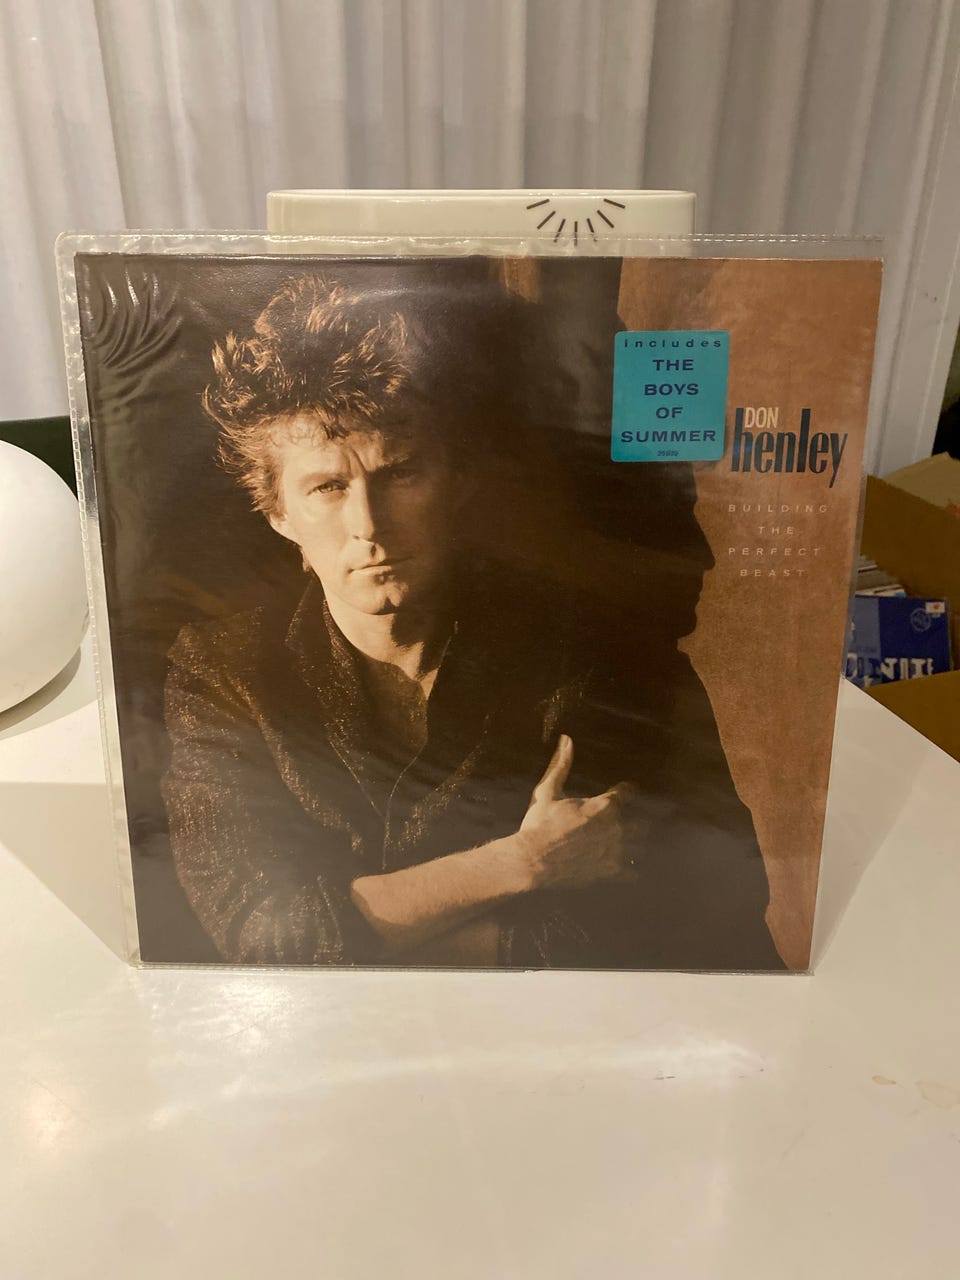 includes
THE
BOYS
OF
SUMMER
DON
henley
BUILDING
THE
PERFECT
BEAST